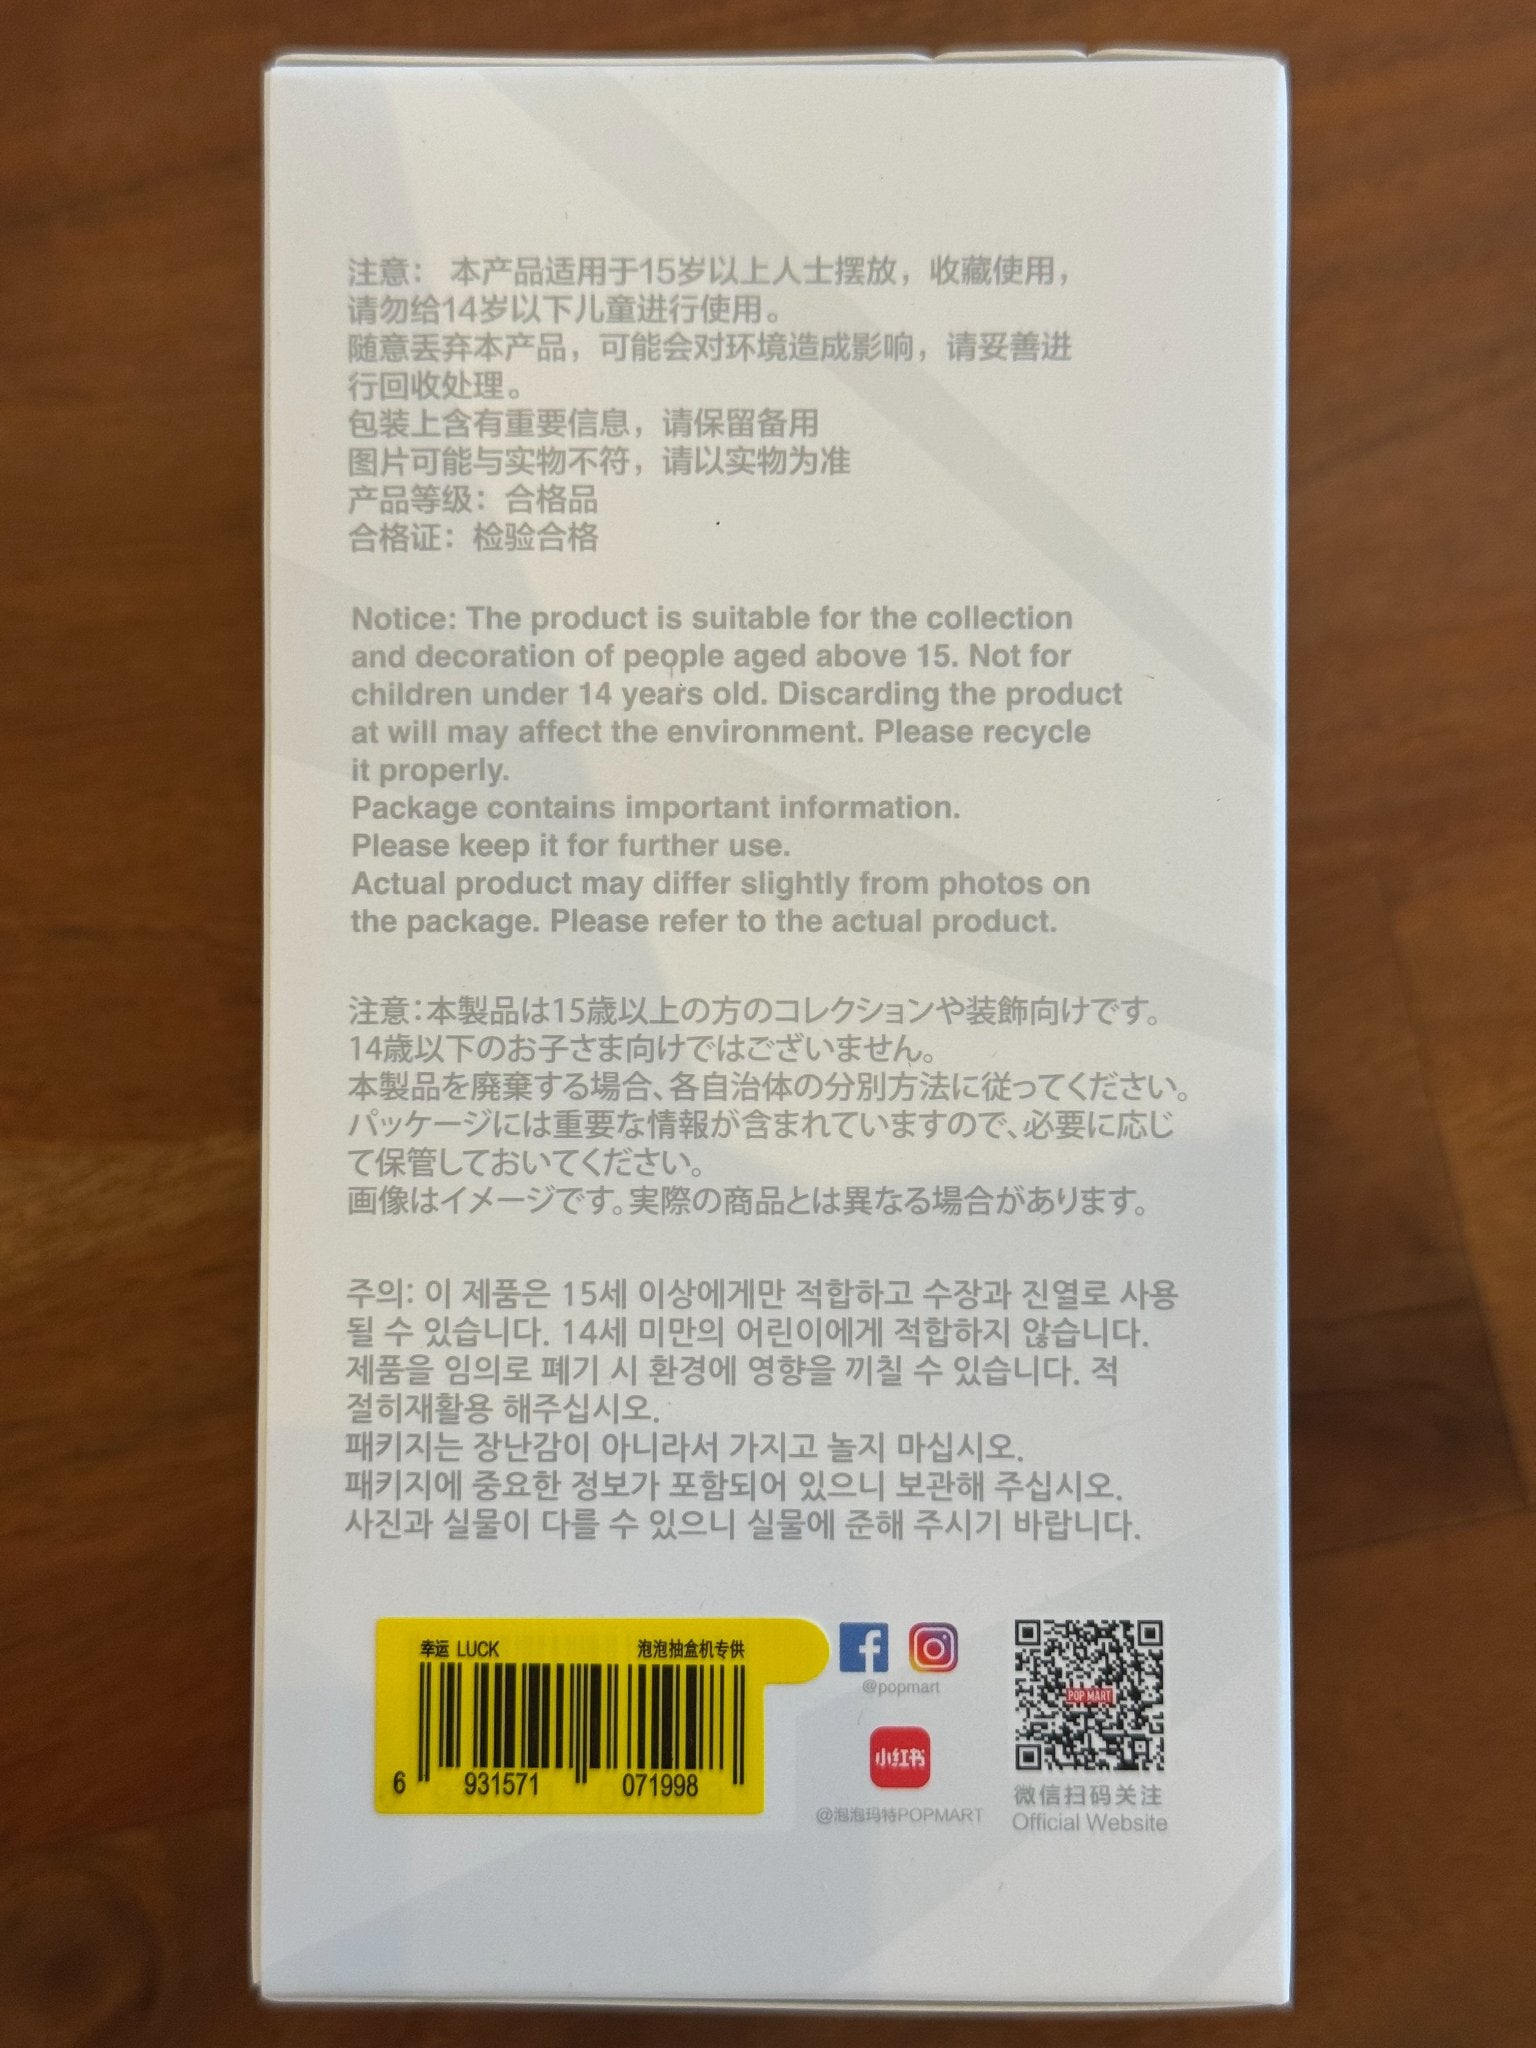 注意： 本产品适用于15岁以上人士摆放，收藏使用，
请勿给14岁以下儿童进行使用。
随意丢弃本产品，可能会对环境造成影响，请妥善进
行回收处理。
包装上含有重要信息，请保留备用
图片可能与实物不符，请以实物为准
产品等级：合格品
合格证：检验合格
Notice: The product is suitable for the collection
and decoration of people aged above 15. Not for
children under 14 years old. Discarding the product
at will may affect the environment. Please recycle
it properly.
Package contains important information.
Please keep it for further use.
Actual product may differ slightly from photos on
the package. Please refer to the actual product.
注意：本製品は15歳以上の方のコレクションや装飾向けです。
14歳以下のお子さま向けではございません。
本製品を廃棄する場合、各自治体の分別方法に従ってください。
パッケージには重要な情報が含まれていますので、必要に応じ
て保管しておいてください。
画像はイメージです。実際の商品とは異なる場合があります。
주의: 이 제품은 15세 이상에게만 적합하고 수장과 진열로 사용
될 수 있습니다. 14세 미만의 어린이에게 적합하지 않습니다.
제품을 임의로 폐기 시 환경에 영향을 끼칠 수 있습니다. 적
절히재활용 해주십시오.
패키지는 장난감이 아니라서 가지고 놀지 마십시오.
패키지에 중요한 정보가 포함되어 있으니 보관해 주십시오.
사진과 실물이 다를 수 있으니 실물에 준해 주시기 바랍니다.
幸运 LUCK 泡泡抽盒机专供
6 931571 071998
@popmart
小红书
@泡泡玛特POPMART
POP MART
微信扫码关注
Official Website